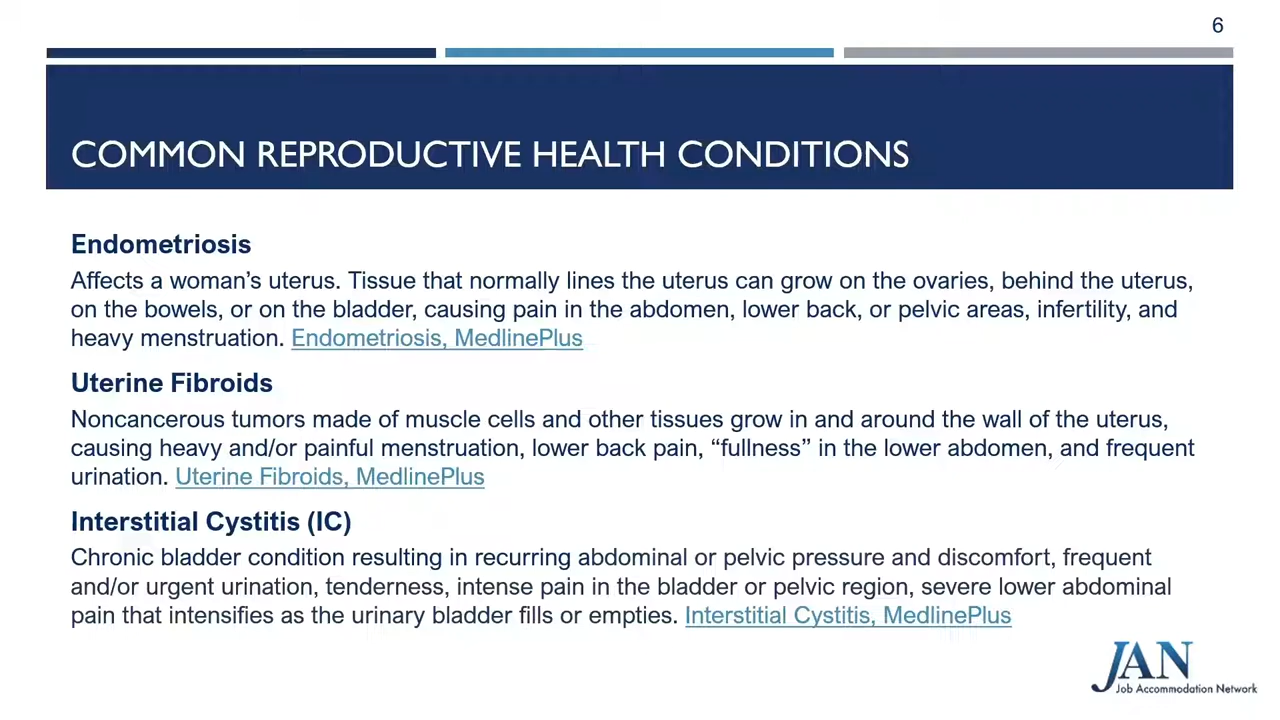 6
COMMON REPRODUCTIVE HEALTH CONDITIONS
Endometriosis
Affects a woman’s uterus. Tissue that normally lines the uterus can grow on the ovaries, behind the uterus,
on the bowels, or on the bladder, causing pain in the abdomen, lower back, or pelvic areas, infertility, and
heavy menstruation. Endometriosis, MedlinePlus
Uterine Fibroids
Noncancerous tumors made of muscle cells and other tissues grow in and around the wall of the uterus,
causing heavy and/or painful menstruation, lower back pain, “fullness” in the lower abdomen, and frequent
urination. Uterine Fibroids, MedlinePlus
Interstitial Cystitis (IC)
Chronic bladder condition resulting in recurring abdominal or pelvic pressure and discomfort, frequent
and/or urgent urination, tenderness, intense pain in the bladder or pelvic region, severe lower abdominal
pain that intensifies as the urinary bladder fills or empties. Interstitial Cystitis, MedlinePlus
JAN
Job Accommodation Network